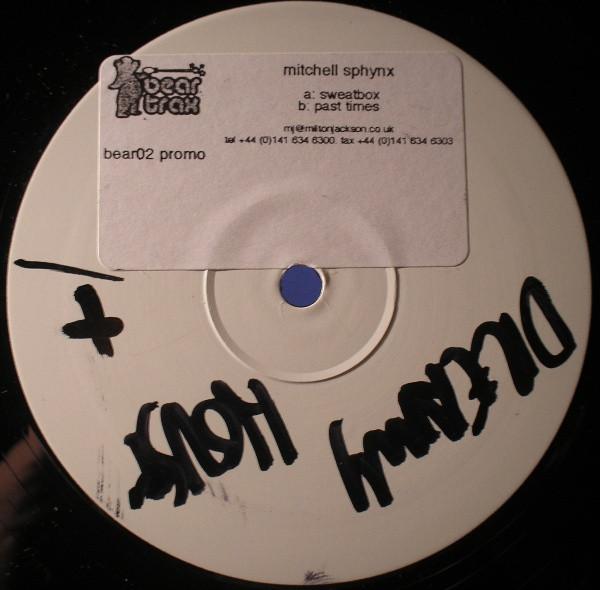 bear
trax
mitchell sphynx
a: sweatbox
b: past times
mj@miltonjackson.co.uk
tel +44 (0)141 634 6300. fax +44 (0)141 634 6303
bear02 promo
DREAMY
HOUSE
+